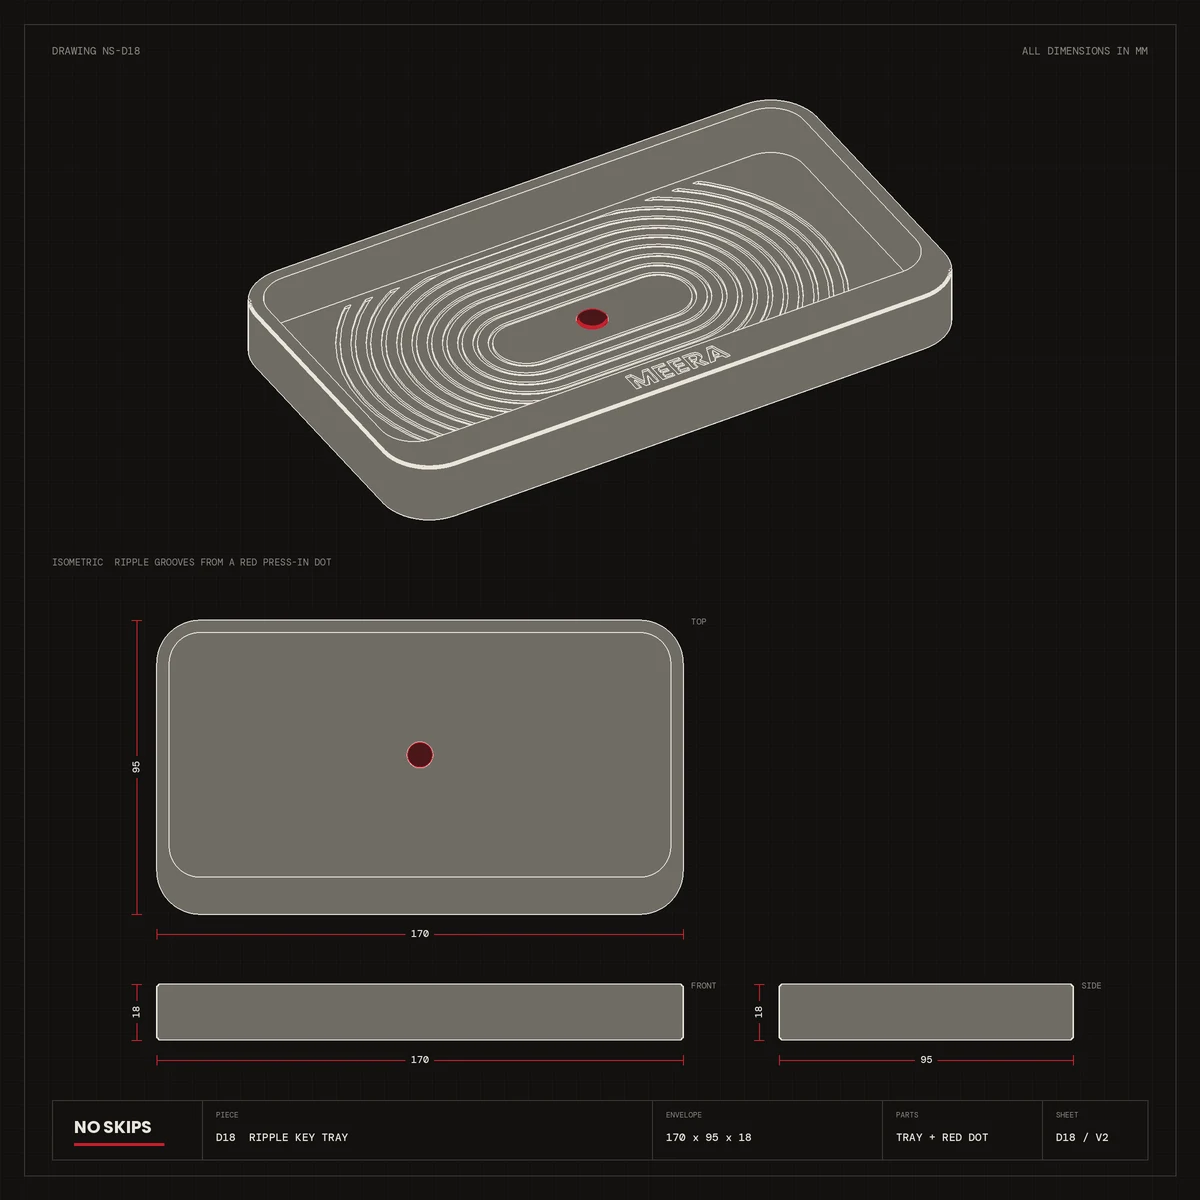 DRAWING NS-D18
ALL DIMENSIONS IN MM
MEERA
ISOMETRIC  RIPPLE GROOVES FROM A RED PRESS-IN DOT
TOP
95
170
FRONT
18
170
SIDE
18
95
NO SKIPS
PIECE
D18  RIPPLE KEY TRAY
ENVELOPE
170 x 95 x 18
PARTS
TRAY + RED DOT
SHEET
D18 / V2